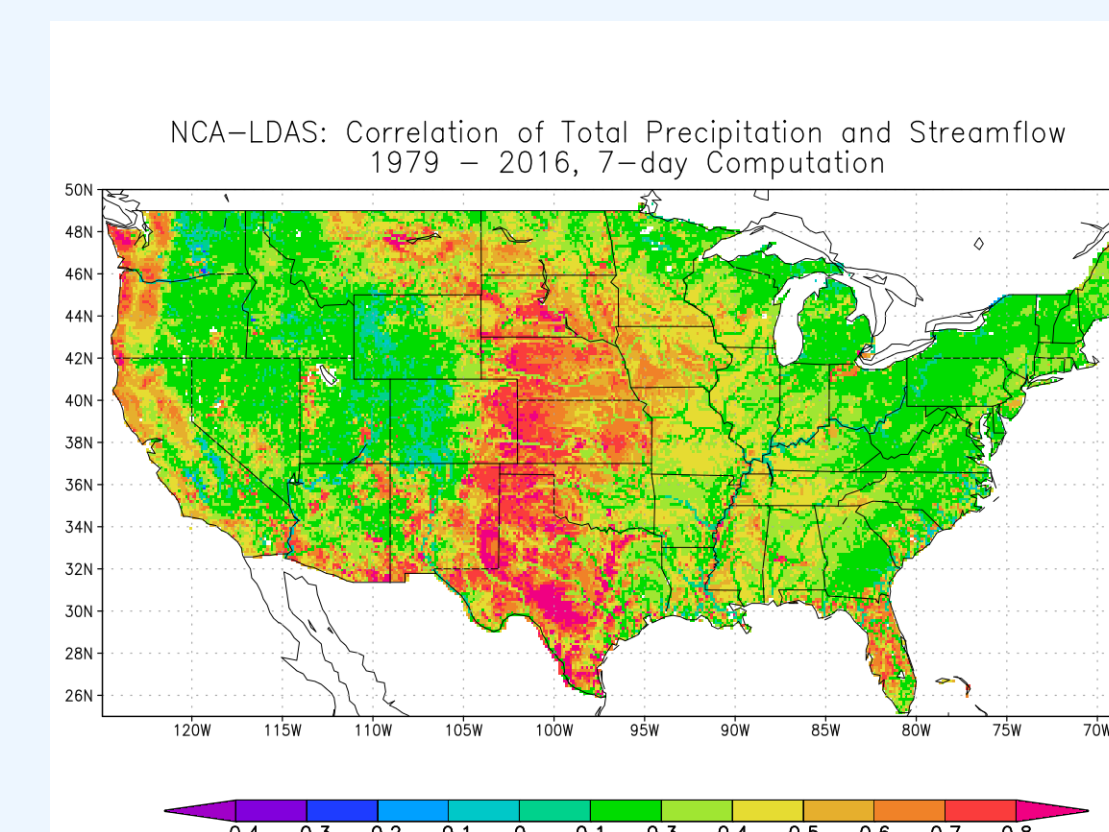 NCA-LDAS: Correlation of Total Precipitation and Streamflow
1979 - 2016, 7-day Computation
50N
48N
46N
44N
42N
40N
38N
36N
34N
32N
30N
28N
26N
120W 115W 110W 105W 100W 95W 90W 85W 80W 75W 70W